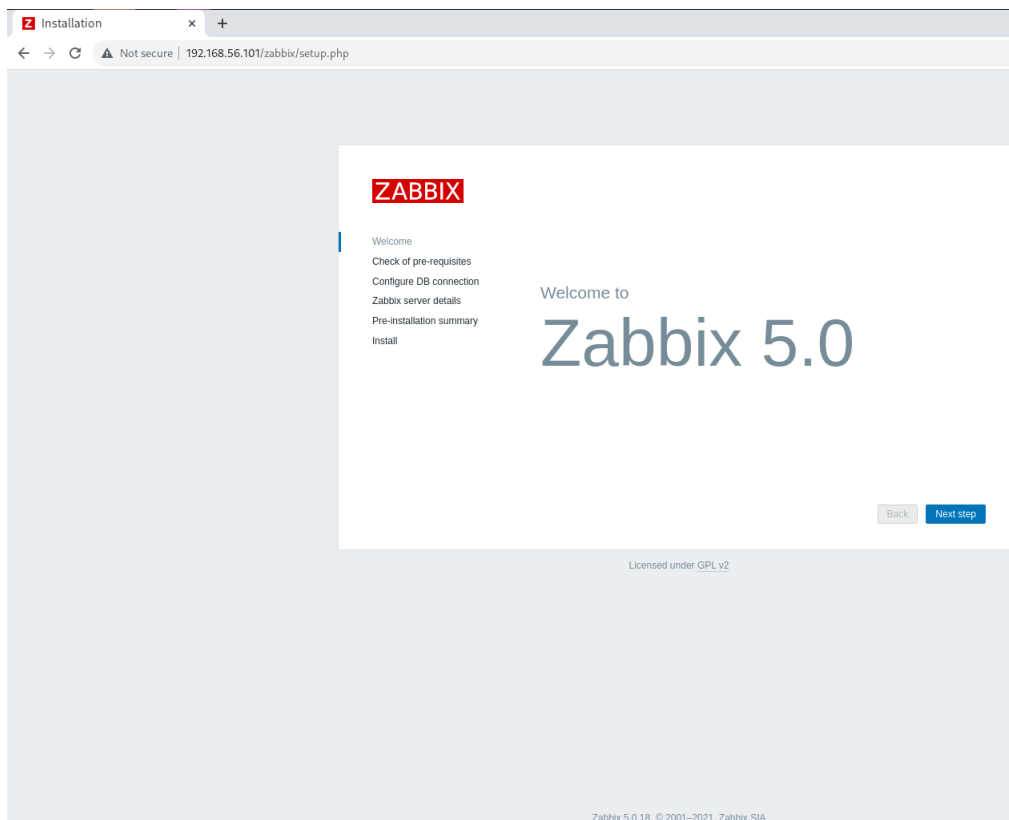 Installation
Not secure | 192.168.56.101/zabbix/setup.php
ZABBIX
Welcome
Check of pre-requisites
Configure DB connection
Zabbix server details
Pre-installation summary
Install
Welcome to
Zabbix 5.0
Back
Next step
Licensed under GPL v2
Zabbix 5.0.18. © 2001–2021, Zabbix SIA